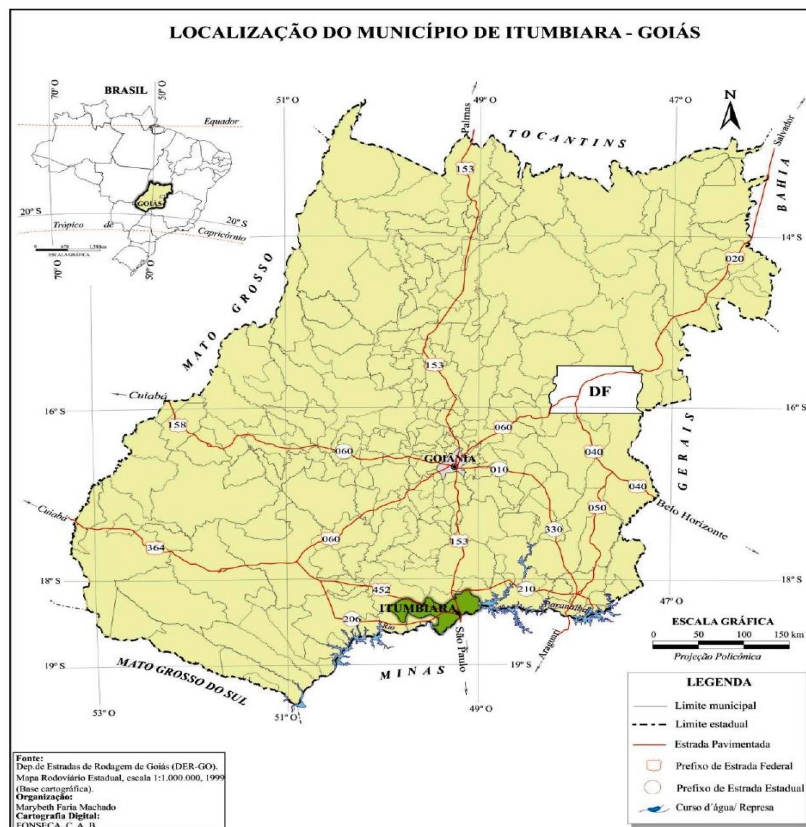 LOCALIZAÇÃO DO MUNICÍPIO DE ITUMBIARA - GOIÁS
BRASIL
70° O
50° O
Equador
GOIÁS
20° S
20° S
Trópico de
Capricórnio
ESCALA GRÁFICA
70° O
50° O
51° O
49° O
47° O
N
Palmas
TOCANTINS
Salvador
BAHIA
153
14° S
020
MATO GROSSO
153
DF
Cuiabá
16° S
16° S
158
060
060
GOIÂNIA
010
040
040
GERAIS
Belo Horizonte
050
330
Cuiabá
364
060
153
18° S
18° S
452
210
ITUMBIARA
Paranaíba
47° O
206
Rio
São Paulo
Araguari
19° S
19° S
MATO GROSSO DO SUL
MINAS
53° O
51° O
49° O
ESCALA GRÁFICA
0 50 100 150 km
Projeção Policônica
LEGENDA
Limite municipal
Limite estadual
Estrada Pavimentada
Prefixo de Estrada Federal
Prefixo de Estrada Estadual
Curso d'água/ Represa
Fonte:
Dep.de Estradas de Rodagem de Goiás (DER-GO).
Mapa Rodoviário Estadual, escala 1:1.000.000, 1999
(Base cartográfica).
Organização:
Marybeth Faria Machado
Cartografia Digital:
FONSECA, C. A. B.